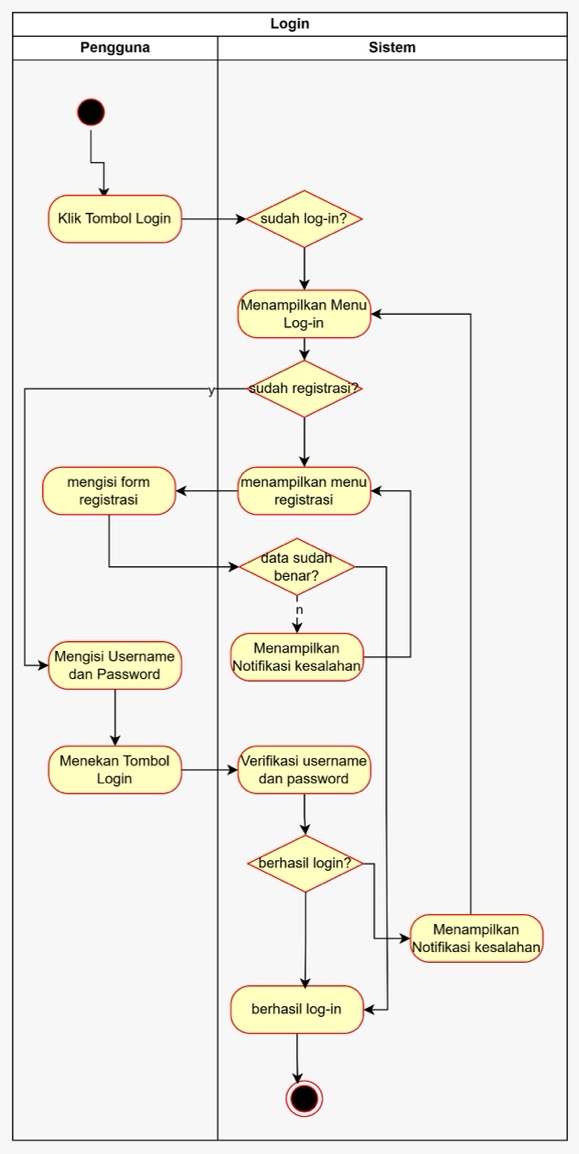 Login
Pengguna
Sistem
Klik Tombol Login
sudah log-in?
Menampilkan Menu
Log-in
sudah registrasi?
y
mengisi form
registrasi
menampilkan menu
registrasi
data sudah
benar?
n
Menampilkan
Notifikasi kesalahan
Mengisi Username
dan Password
Menekan Tombol
Login
Verifikasi username
dan password
berhasil login?
Menampilkan
Notifikasi kesalahan
berhasil log-in